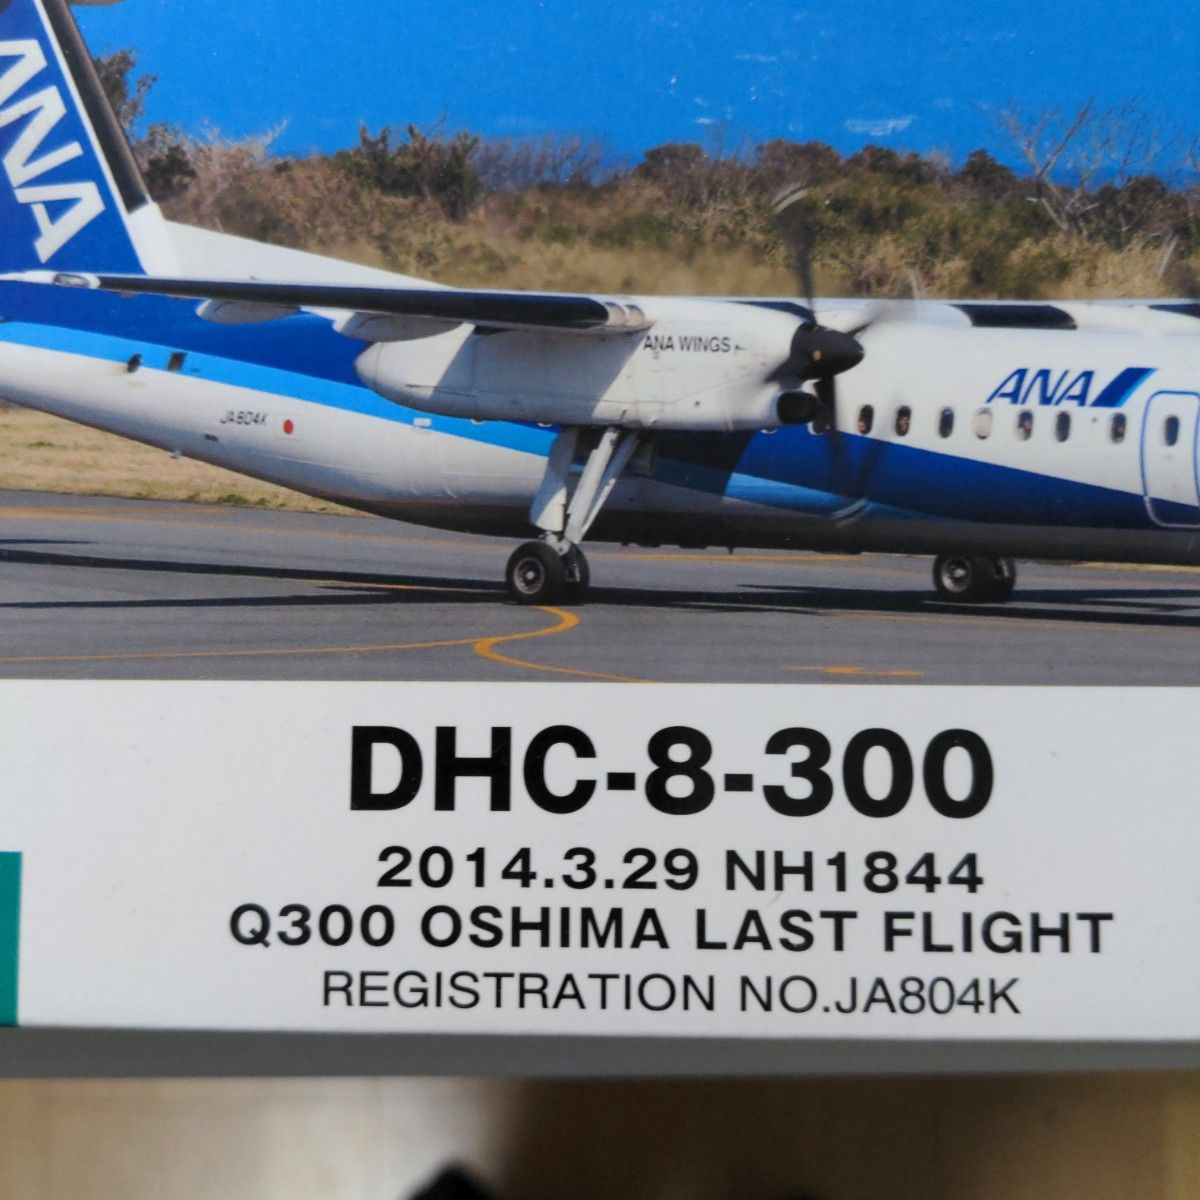 ANA
ANA WINGS
ANA
JA804K
DHC-8-300
2014.3.29 NH1844
Q300 OSHIMA LAST FLIGHT
REGISTRATION NO.JA804K